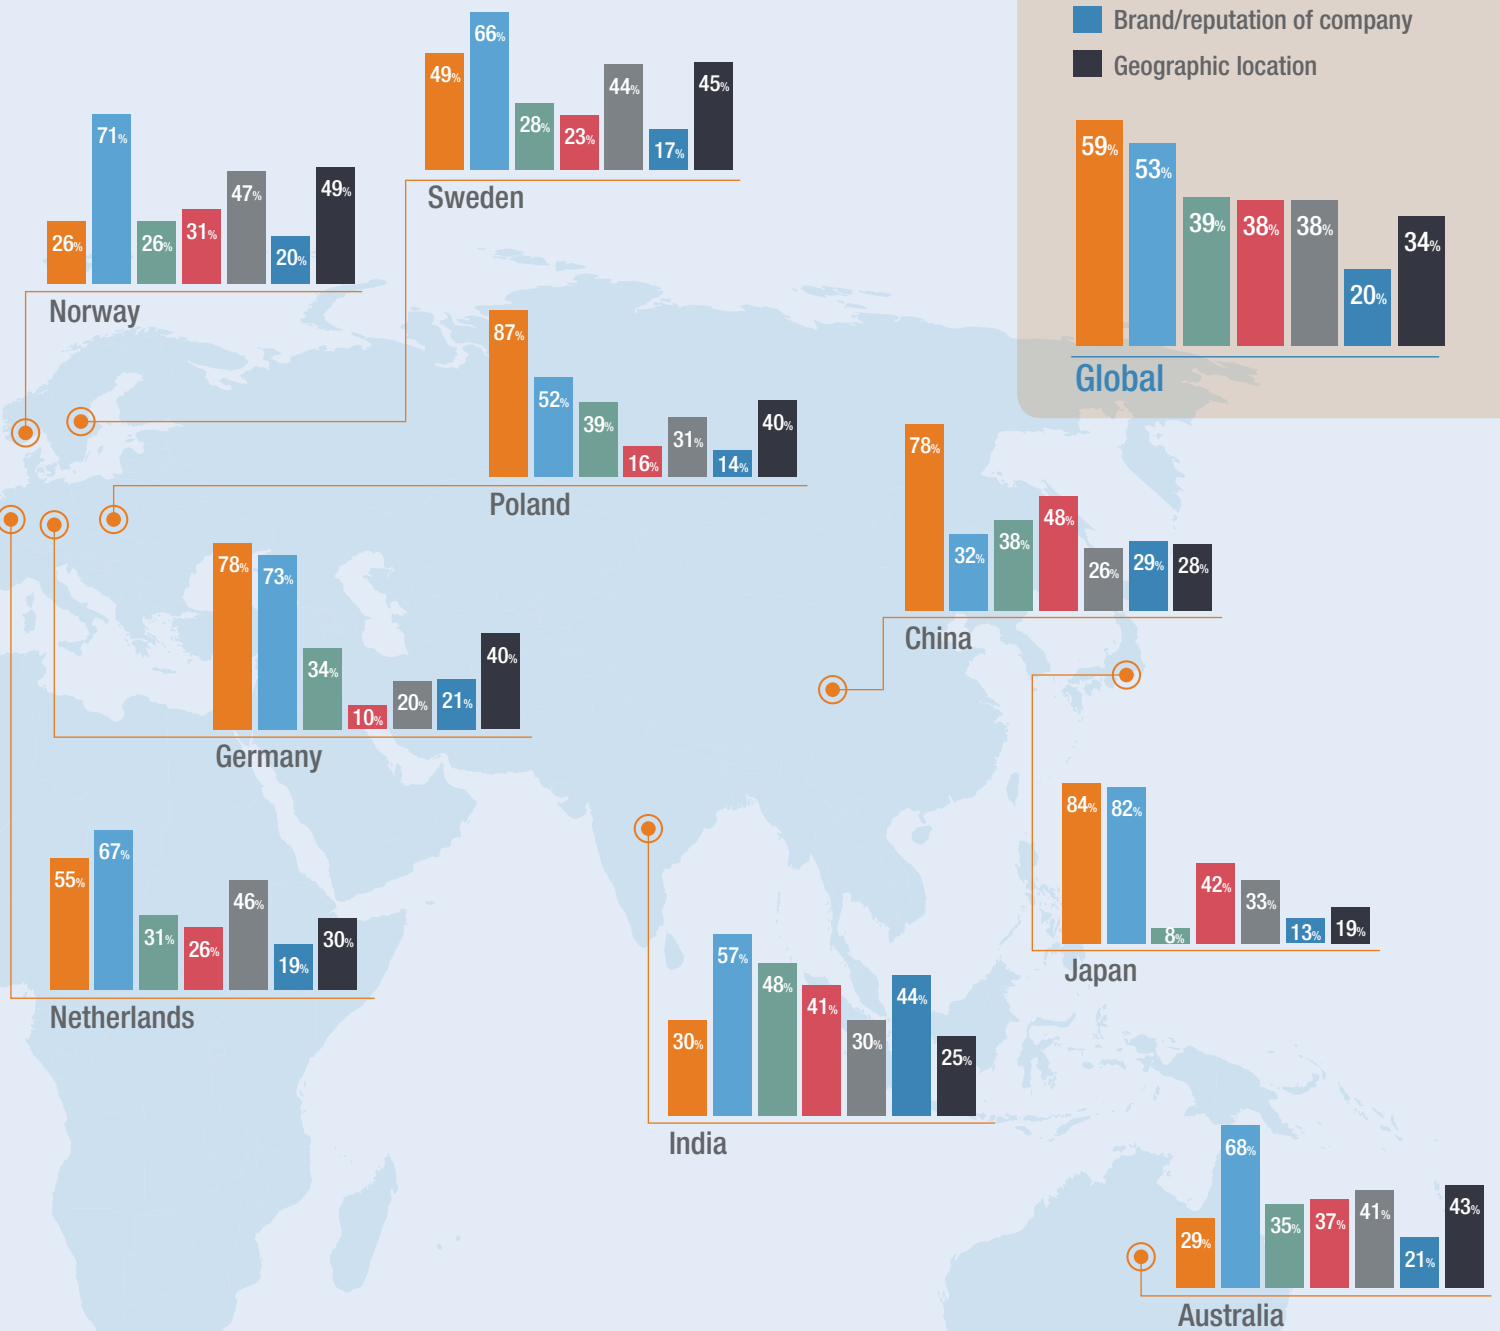 Brand/reputation of company
Geographic location
59% 53% 39% 38% 38% 20% 34%
Global
49% 66% 28% 23% 44% 17% 45%
Sweden
26% 71% 26% 31% 47% 20% 49%
Norway
87% 52% 39% 16% 31% 14% 40%
Poland
78% 32% 38% 48% 26% 29% 28%
China
78% 73% 34% 10% 20% 21% 40%
Germany
84% 82% 8% 42% 33% 13% 19%
Japan
55% 67% 31% 26% 46% 19% 30%
Netherlands
30% 57% 48% 41% 30% 44% 25%
India
29% 68% 35% 37% 41% 21% 43%
Australia